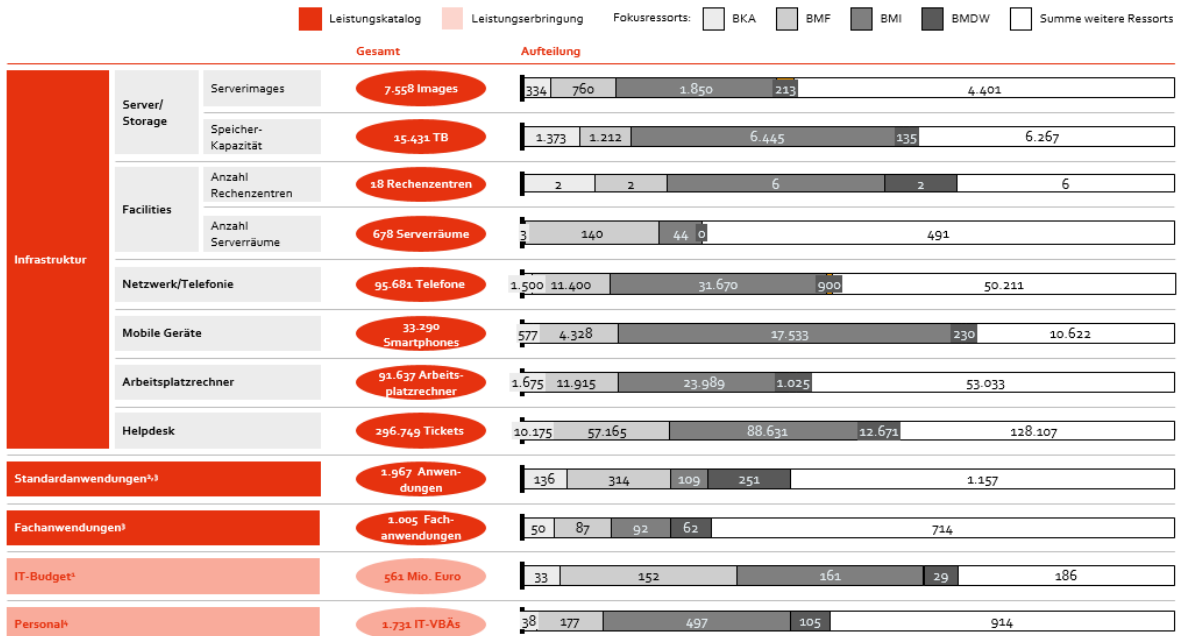 Leistungskatalog Leistungserbringung Fokusressorts: BKA BMF BMI BMDW Summe weitere Ressorts
Gesamt Aufteilung
Infrastruktur
Server/
Storage
Serverimages
7.558 Images
334 760 1.850 213 4.401
Speicher-
Kapazität
15.431 TB
1.373 1.212 6.445 135 6.267
Facilities
Anzahl
Rechenzentren
18 Rechenzentren
2 2 6 2 6
Anzahl
Serverräume
678 Serverräume
3 140 44 0 491
Netzwerk/Telefonie
95.681 Telefone
1.500 11.400 31.670 900 50.211
Mobile Geräte
33.290
Smartphones
577 4.328 17.533 230 10.622
Arbeitsplatzrechner
91.637 Arbeits-
platzrechner
1.675 11.915 23.989 1.025 53.033
Helpdesk
296.749 Tickets
10.175 57.165 88.631 12.671 128.107
Standardanwendungen²,³
1.967 Anwen-
dungen
136 314 109 251 1.157
Fachanwendungen³
1.005 Fach-
anwendungen
50 87 92 62 714
IT-Budget¹
561 Mio. Euro
33 152 161 29 186
Personal⁴
1.731 IT-VBÄs
38 177 497 105 914